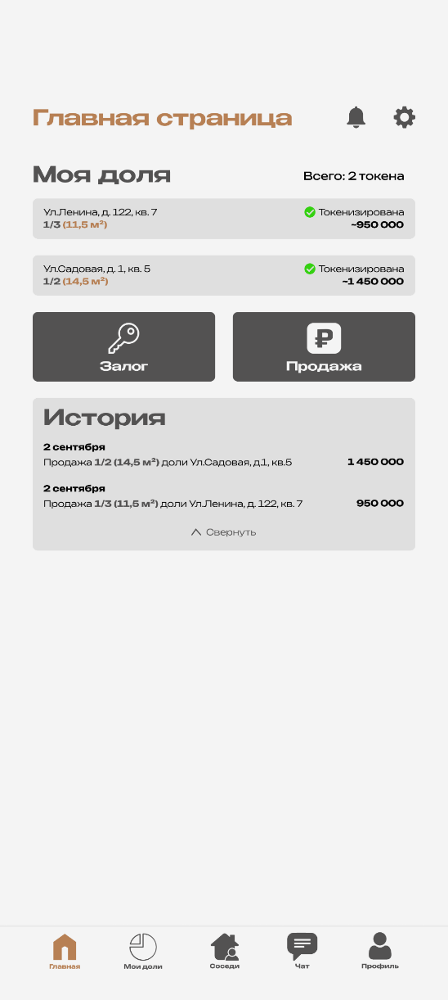 Главная страница
Моя доля
Всего: 2 токена
Ул.Ленина, д. 122, кв. 7
Токенизирована
1/3 (11,5 м²)
~950 000
Ул.Садовая, д. 1, кв. 5
Токенизирована
1/2 (14,5 м²)
~1 450 000
Залог
Продажа
История
2 сентября
Продажа 1/2 (14,5 м²) доли Ул.Садовая, д.1, кв.5
1 450 000
2 сентября
Продажа 1/3 (11,5 м²) доли Ул.Ленина, д. 122, кв. 7
950 000
Свернуть
Главная
Мои доли
Соседи
Чат
Профиль